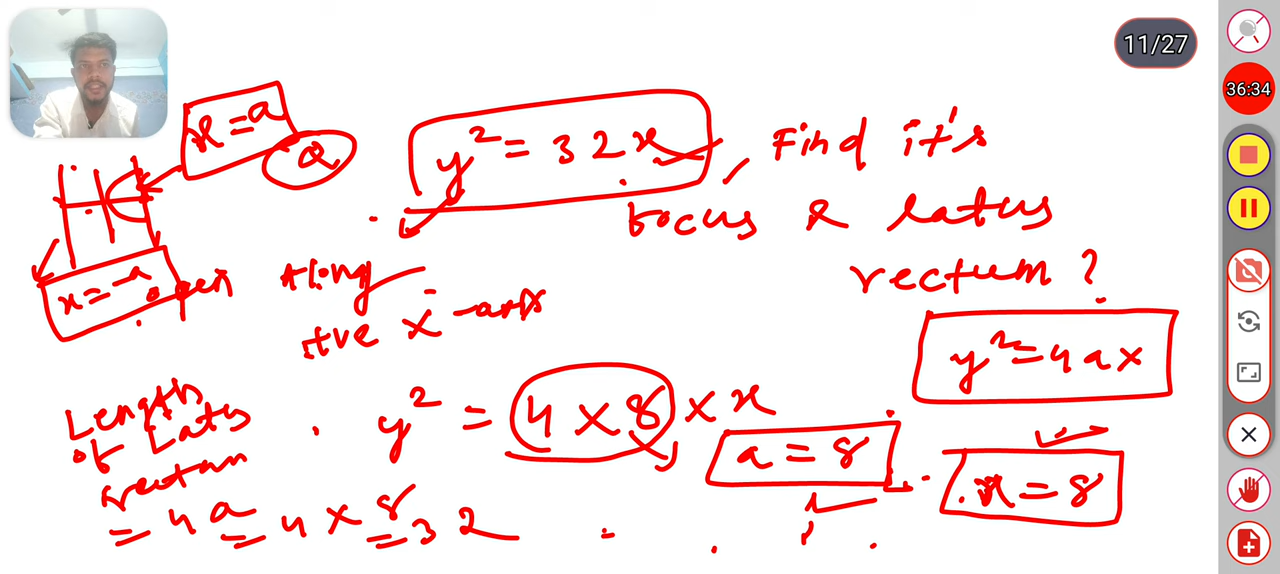 11/27
36:34
x = a
a
y² = 32x, Find it's
focus & latus
rectum?
x = -a
open along
+ve x-axis
y² = 4ax
Length
of Latus
rectum
= 4a = 4 × 8 = 32
y² = 4 × 8 × x
a = 8
x = 8